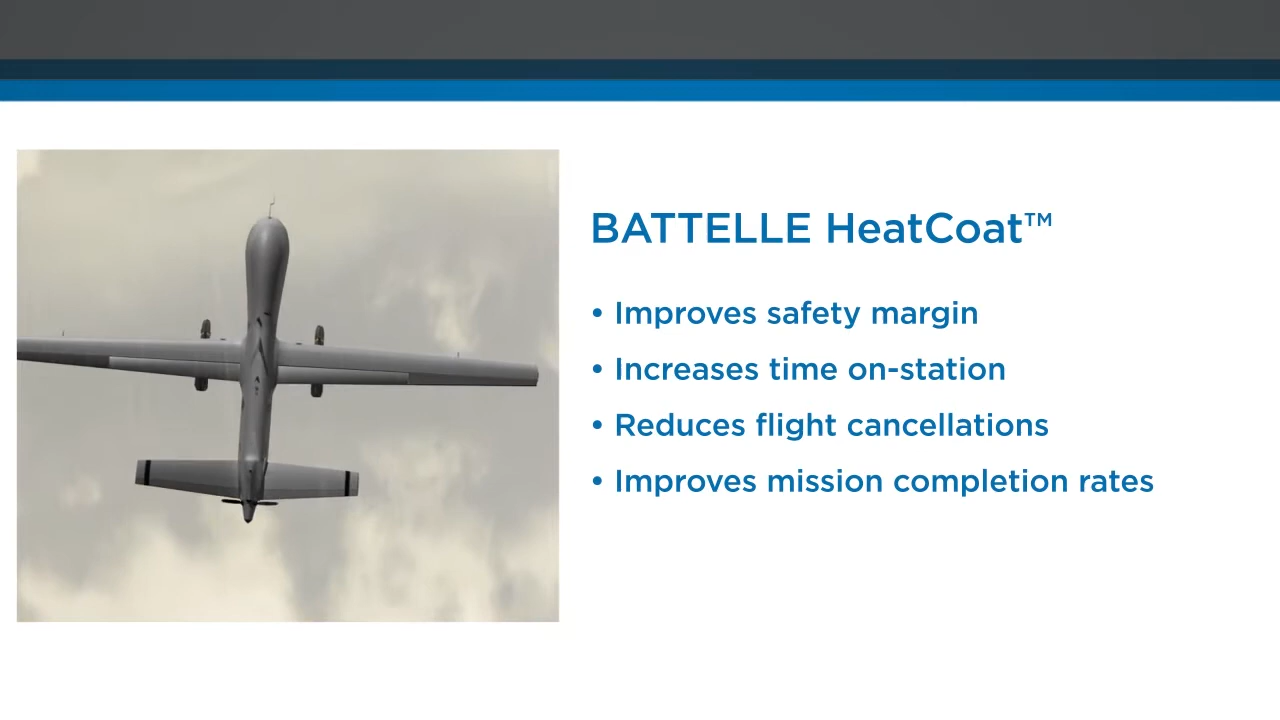 BATTELLE HeatCoat™
• Improves safety margin
• Increases time on-station
• Reduces flight cancellations
• Improves mission completion rates